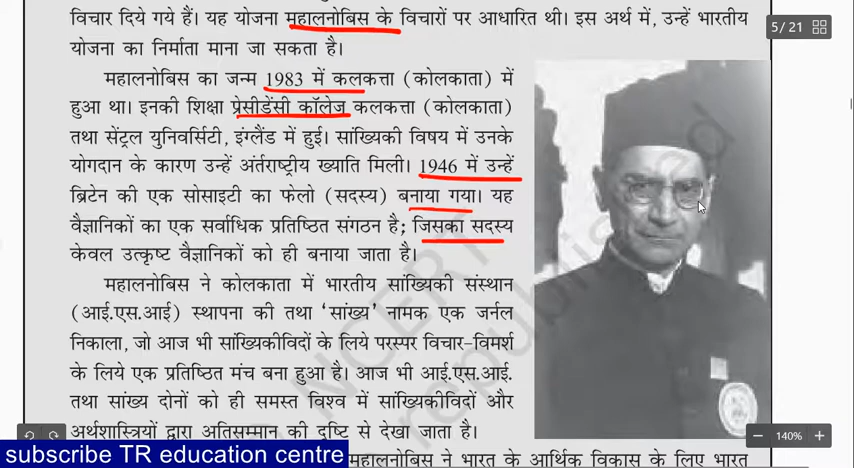 विचार दिये गये हैं। यह योजना महालनोबिस के विचारों पर आधारित थी। इस अर्थ में, उन्हें भारतीय
योजना का निर्माता माना जा सकता है।
महालनोबिस का जन्म 1983 में कलकत्ता (कोलकाता) में
हुआ था। इनकी शिक्षा प्रेसीडेंसी कॉलेज कलकत्ता (कोलकाता)
तथा सेंट्रल युनिवर्सिटी, इंग्लैंड में हुई। सांख्यिकी विषय में उनके
योगदान के कारण उन्हें अंर्तराष्ट्रीय ख्याति मिली। 1946 में उन्हें
ब्रिटेन की एक सोसाइटी का फेलो (सदस्य) बनाया गया। यह
वैज्ञानिकों का एक सर्वाधिक प्रतिष्ठित संगठन है; जिसका सदस्य
केवल उत्कृष्ट वैज्ञानिकों को ही बनाया जाता है।
महालनोबिस ने कोलकाता में भारतीय सांख्यिकी संस्थान
(आई.एस.आई) स्थापना की तथा ‘सांख्य’ नामक एक जर्नल
निकाला, जो आज भी सांख्यिकीविदों के लिये परस्पर विचार-विमर्श
के लिये एक प्रतिष्ठित मंच बना हुआ है। आज भी आई.एस.आई.
तथा सांख्य दोनों को ही समस्त विश्व में सांख्यिकीविदों और
अर्थशास्त्रियों द्वारा अतिसम्मान की दृष्टि से देखा जाता है।
महालनोबिस ने भारत के आर्थिक विकास के लिए भारत
5/21
140%
NCERT
republished
subscribe TR education centre